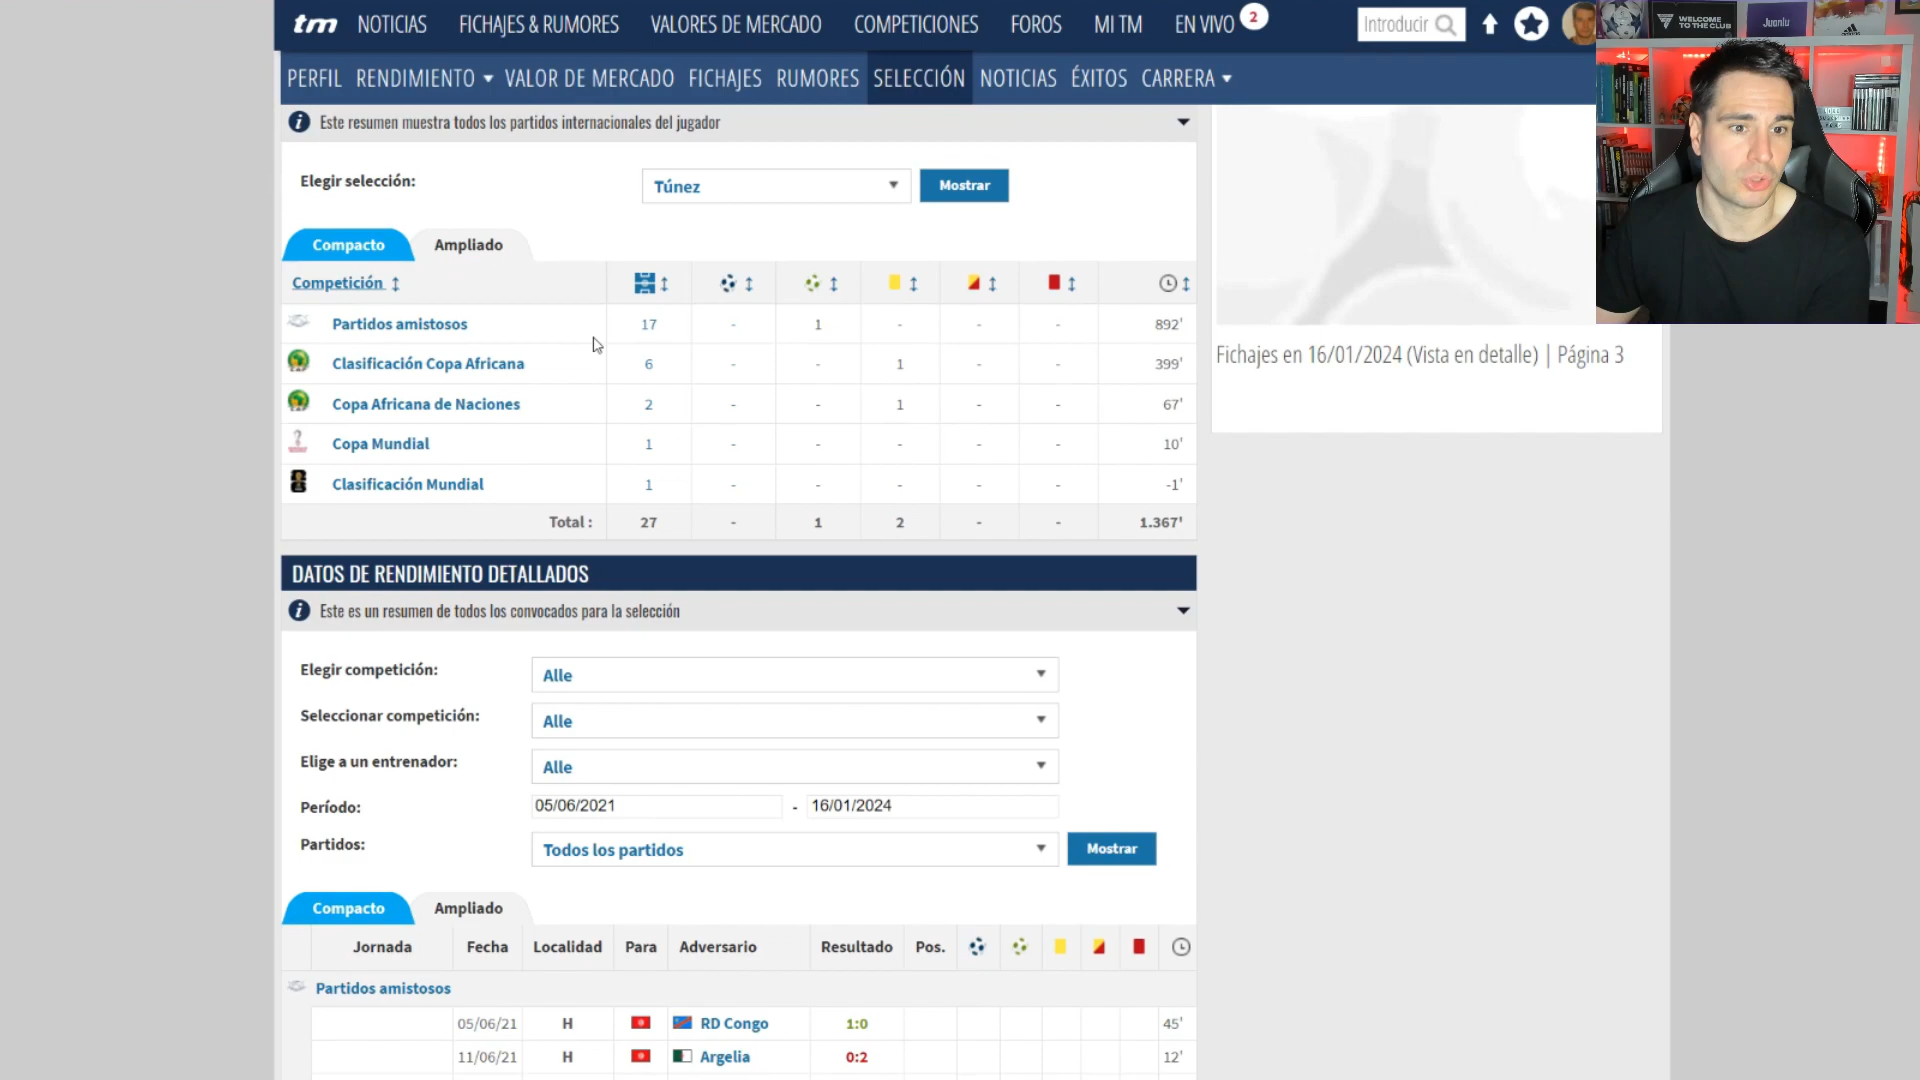 tm NOTICIAS FICHAJES & RUMORES VALORES DE MERCADO COMPETICIONES FOROS MI TM EN VIVO 2 Introducir
WELCOME TO THE CLUB
Juanlu
PERFIL RENDIMIENTO VALOR DE MERCADO FICHAJES RUMORES SELECCIÓN NOTICIAS ÉXITOS CARRERA
Este resumen muestra todos los partidos internacionales del jugador
Elegir selección: Túnez Mostrar
Compacto Ampliado
Competición
Partidos amistosos 17 - 1 - - - 892'
Clasificación Copa Africana 6 - - 1 - - 399'
Copa Africana de Naciones 2 - - 1 - - 67'
Copa Mundial 1 - - - - - 10'
Clasificación Mundial 1 - - - - - -1'
Total : 27 - 1 2 - - 1.367'
Fichajes en 16/01/2024 (Vista en detalle) | Página 3
DATOS DE RENDIMIENTO DETALLADOS
Este es un resumen de todos los convocados para la selección
Elegir competición: Alle
Seleccionar competición: Alle
Elige a un entrenador: Alle
Período: 05/06/2021 - 16/01/2024
Partidos: Todos los partidos Mostrar
Compacto Ampliado
Jornada Fecha Localidad Para Adversario Resultado Pos.
Partidos amistosos
05/06/21 H RD Congo 1:0 45'
11/06/21 H Argelia 0:2 12'